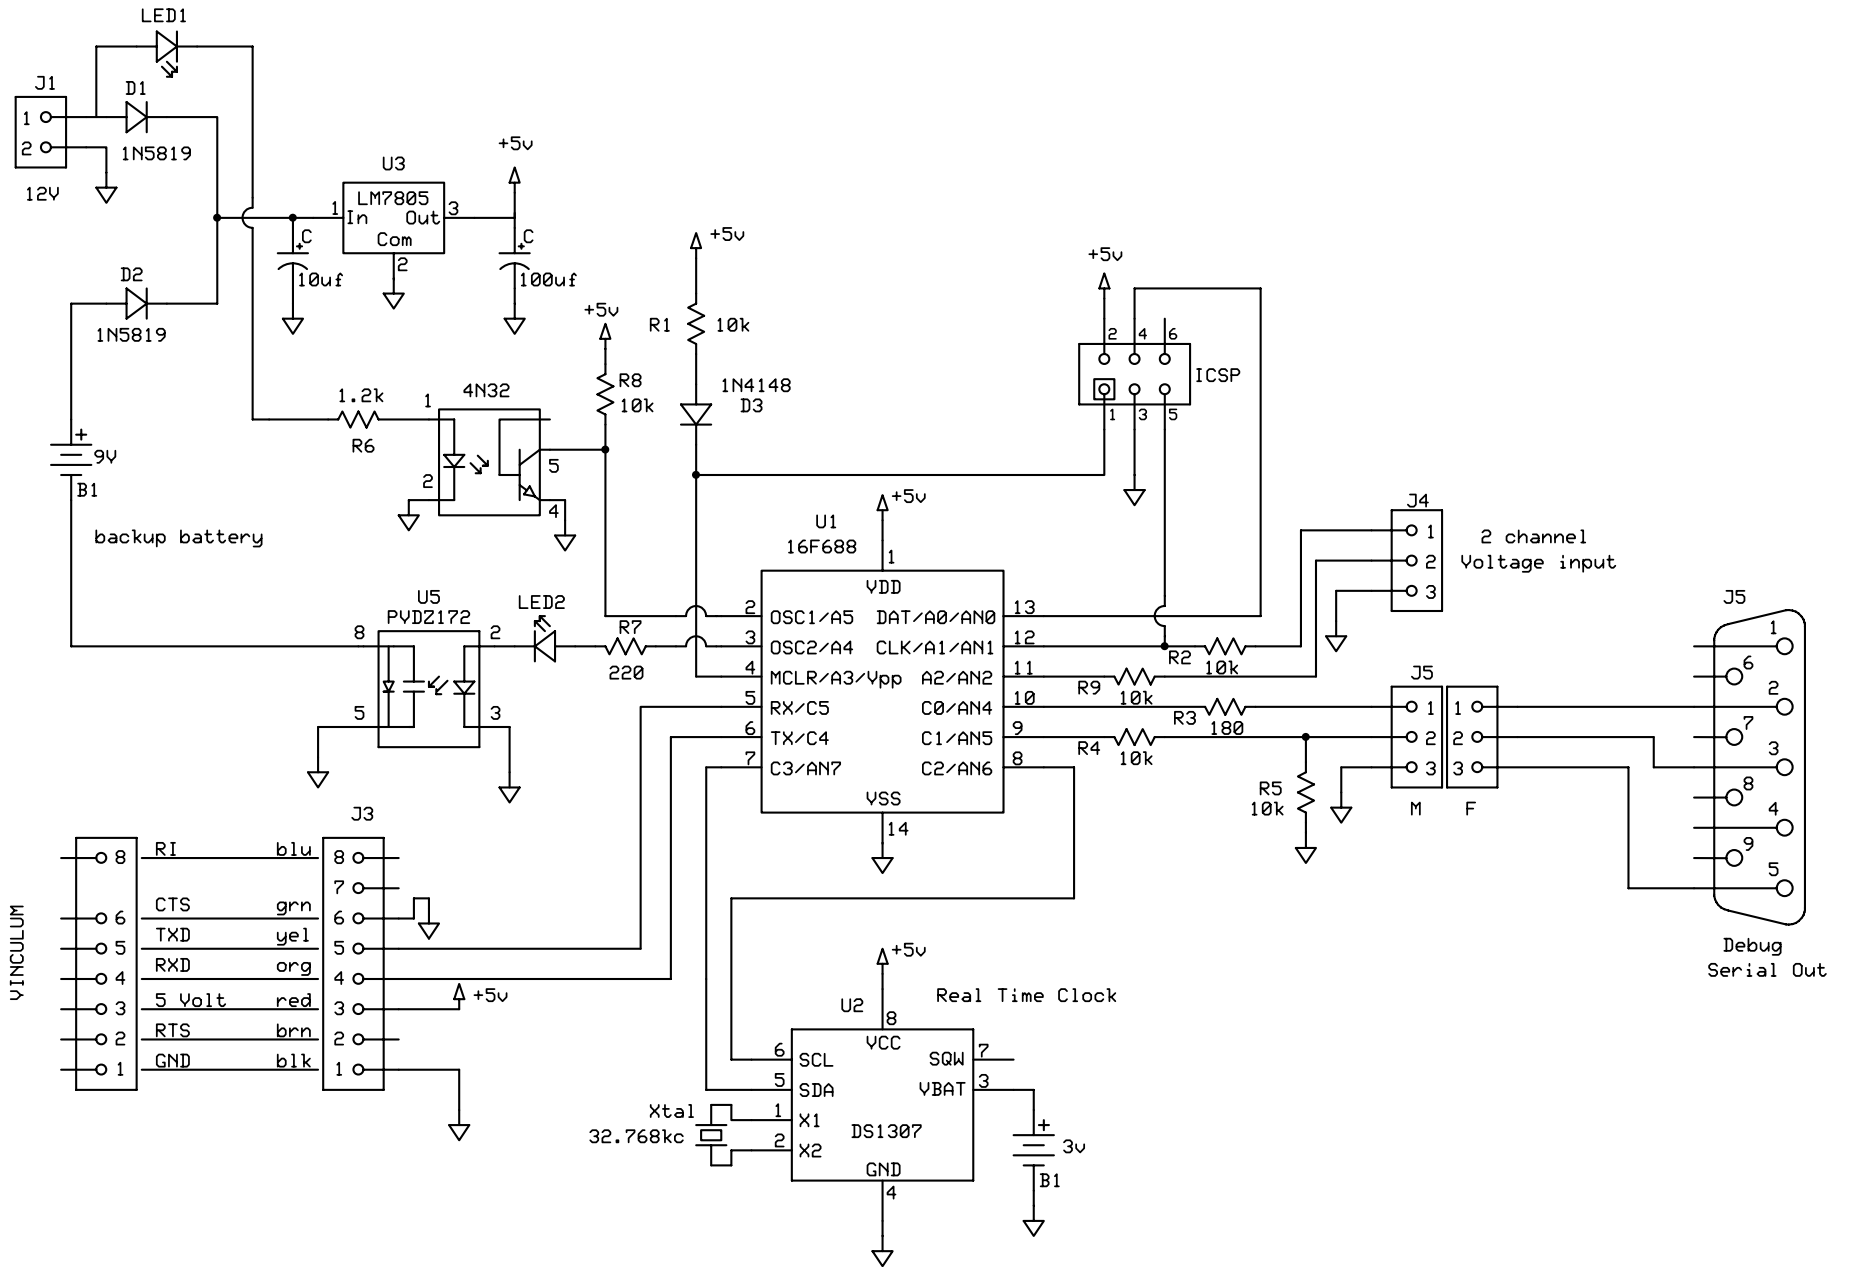 LED1
J1
D1
1
2
1N5819
12V
U3
LM7805
1 In Out 3
Com
2
+5v
C
+
10uf
C
+
100uf
D2
1N5819
+
9V
B1
backup battery
1.2k
R6
4N32
1
2
5
4
+5v
R8
10k
+5v
R1 10k
1N4148
D3
+5v
2 4 6
ICSP
1 3 5
U1
16F688
+5v
1
VDD
2 OSC1/A5 DAT/A0/AN0 13
3 OSC2/A4 CLK/A1/AN1 12
4 MCLR/A3/Vpp A2/AN2 11
5 RX/C5 C0/AN4 10
6 TX/C4 C1/AN5 9
7 C3/AN7 C2/AN6 8
VSS
14
U5
PVDZ172
8 2
5 3
LED2
R7
220
R2 10k
R9 10k
R3 180
R4 10k
R5
10k
J4
1
2
3
2 channel
Voltage input
J5
1 1
2 2
3 3
M F
J5
1
6
2
7
3
8
4
9
5
Debug
Serial Out
VINCULUM
J3
8 RI blu 8
7
6 CTS grn 6
5 TXD yel 5
4 RXD org 4
3 5 Volt red 3
2 RTS brn 2
1 GND blk 1
+5v
+5v
Real Time Clock
U2
8
VCC
6 SCL SQW 7
5 SDA VBAT 3
1 X1
2 X2
DS1307
GND
4
Xtal
32.768kc
+
3v
B1